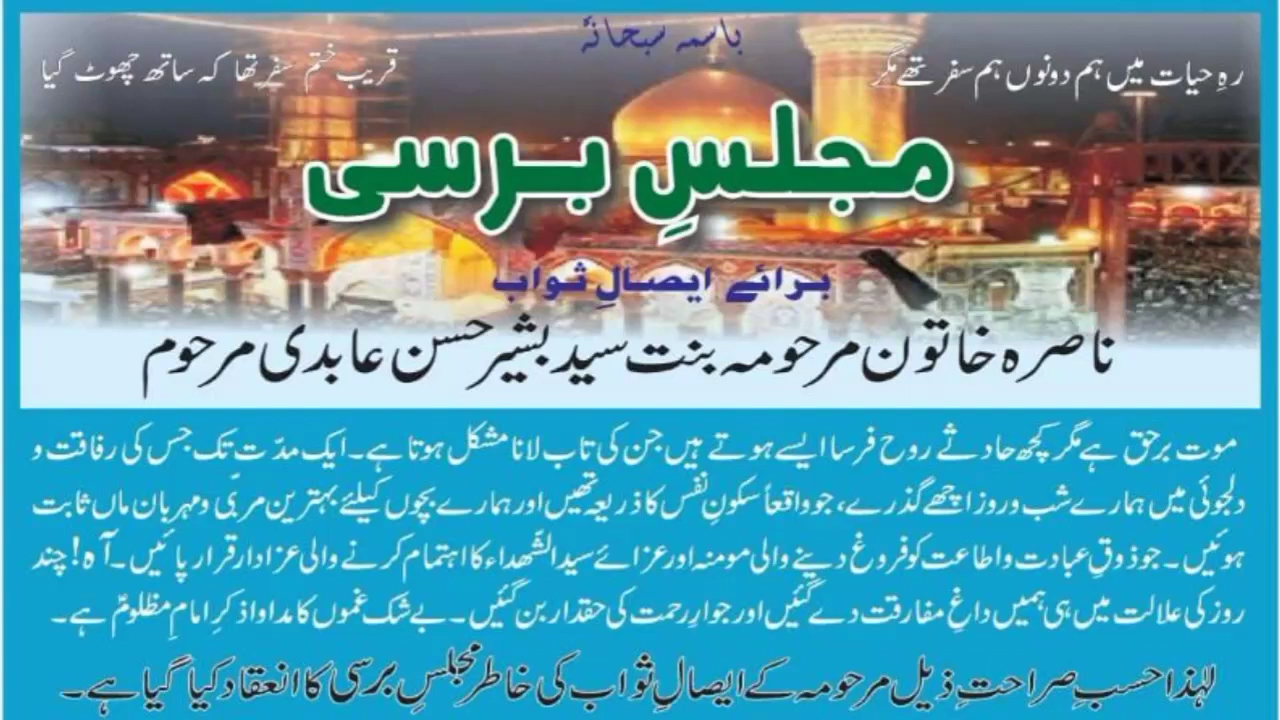 باسمہ سبحانہٗ
رہِ حیات میں ہم دونوں ہم سفر تھے مگر
قریب ختم سفر تھا کہ ساتھ چھوٹ گیا
مجلسِ برسی
برائے ایصالِ ثواب
ناصرہ خاتون مرحومہ بنت سید بشیر حسن عابدی مرحوم
موت برحق ہے مگر کچھ حادثے روح فرسا ایسے ہوتے ہیں جن کی تاب لانا مشکل ہوتا ہے۔ ایک مدّت تک جس کی رفاقت و
دلجوئی میں ہمارے شب و روز اچھے گذرے، جو واقعاً سکونِ نفس کا ذریعہ تھیں اور ہمارے بچوں کیلئے بہترین مربّی و مہربان ماں ثابت
ہوئیں۔ جو ذوقِ عبادت و اطاعت کو فروغ دینے والی مومنہ اور عزائے سید الشّھداء کا اہتمام کرنے والی عزادار قرار پائیں۔ آہ! چند
روز کی علالت میں ہی ہمیں داغِ مفارقت دے گئیں اور جوارِ رحمت کی حقدار بن گئیں۔ بے شک غموں کا مداوا ذکرِ امامِ مظلومؑ ہے۔
لہٰذا حسبِ صراحتِ ذیل مرحومہ کے ایصالِ ثواب کی خاطر مجلسِ برسی کا انعقاد کیا گیا ہے۔